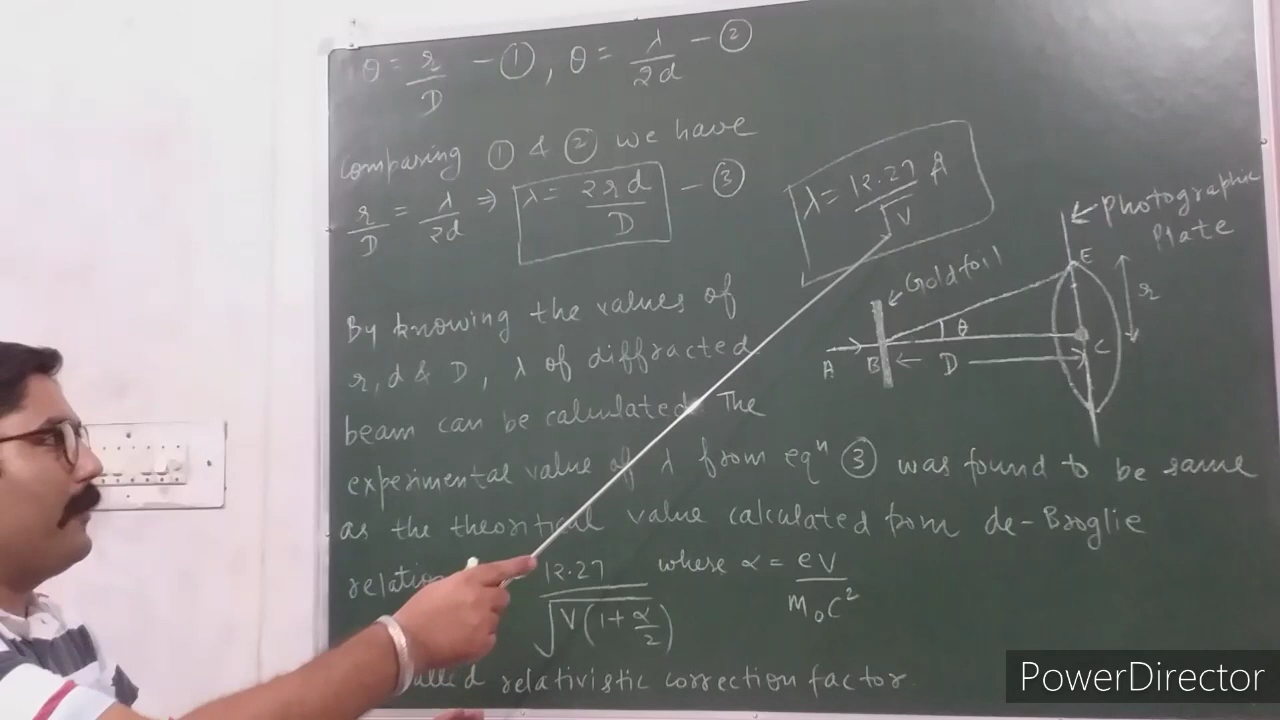 θ = r/D - ①, θ = λ/2d - ②
Comparing ① & ② we have
r/D = λ/2d ⇒ λ = 2rd/D - ③
λ = 12.27/√V Å
Photographic
Plate
Gold foil
E
r
θ
A
B
D
C
By knowing the values of
r, d & D, λ of diffracted
beam can be calculated. The
experimental value of λ from eqⁿ ③ was found to be same
as the theoritical value calculated from de-Broglie
12.27/√V(1+α/2) where α = eV/m₀c²
relativistic correction factor
PowerDirector